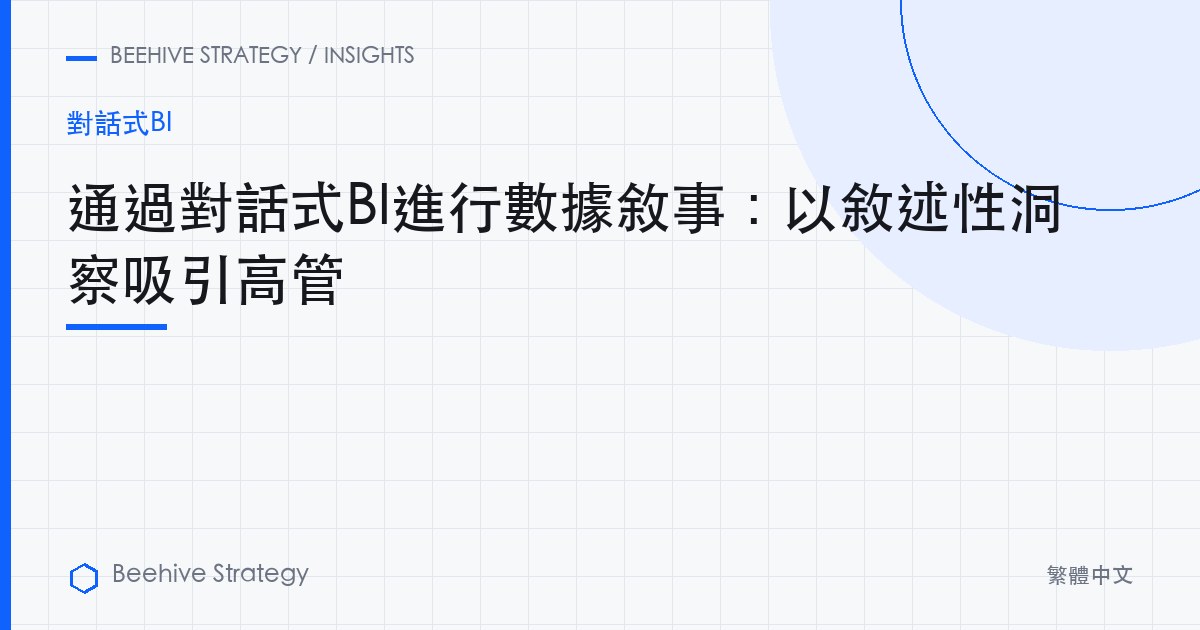 BEEHIVE STRATEGY / INSIGHTS
對話式BI
通過對話式BI進行數據敘事：以敘述性洞
察吸引高管
Beehive Strategy
繁體中文